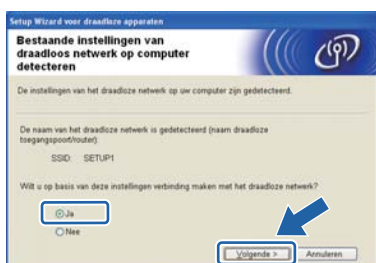 Setup Wizard voor draadloze apparaten
Bestaande instellingen van
draadloos netwerk op computer
detecteren
De instellingen van het draadloze netwerk op uw computer zijn gedetecteerd.
De naam van het draadloze netwerk is gedetecteerd (naam draadloze
toegangspoort/router).
SSID: SETUP1
Wilt u op basis van deze instellingen verbinding maken met het draadloze netwerk?
Ja
Nee
Volgende >
Annuleren